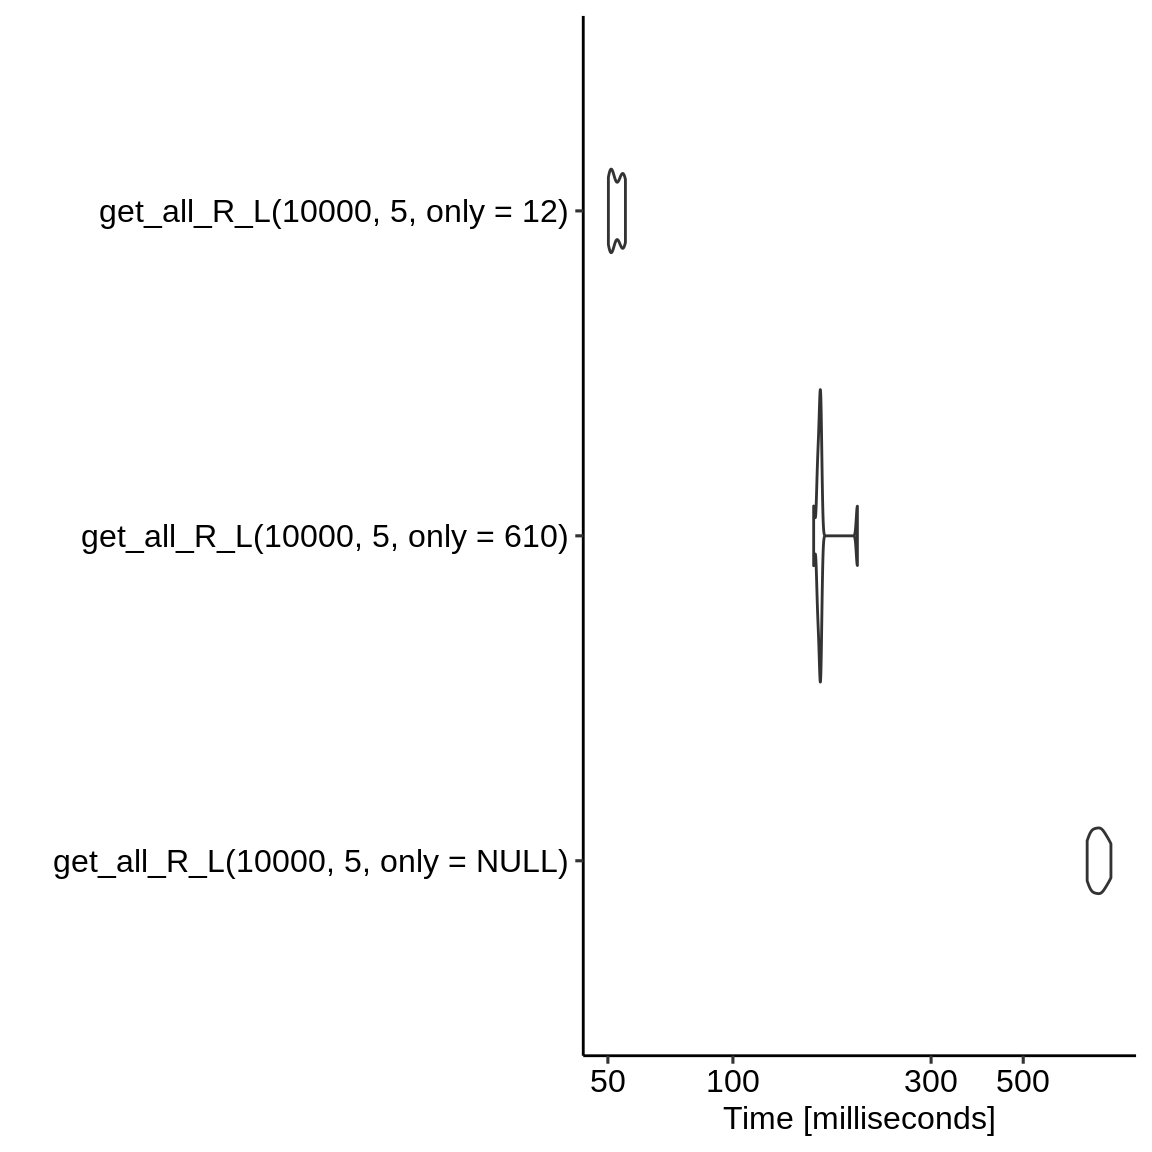 get_all_R_L(10000, 5, only = 12)
get_all_R_L(10000, 5, only = 610)
get_all_R_L(10000, 5, only = NULL)
50 100 300 500
Time [milliseconds]